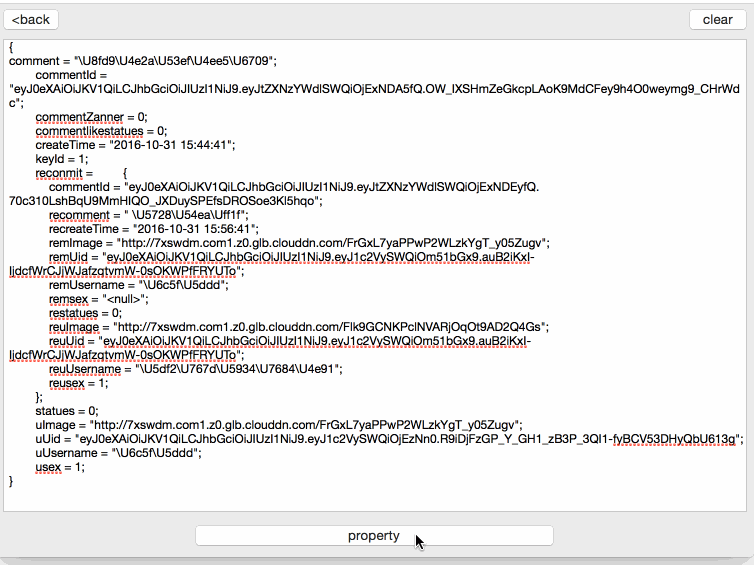 <back
clear
{
comment = "\U8fd9\U4e2a\U53ef\U4ee5\U6709";
commentId =
"eyJ0eXAiOiJKV1QiLCJhbGciOiJIUzI1NiJ9.eyJtZXNzYWdlSWQiOjExNDA5fQ.OW_lXSHmZeGkcpLAoK9MdCFey9h4O0weymg9_CHrWd
c";
commentZanner = 0;
commentlikestatues = 0;
createTime = "2016-10-31 15:44:41";
keyId = 1;
reconmit = {
commentId = "eyJ0eXAiOiJKV1QiLCJhbGciOiJIUzI1NiJ9.eyJtZXNzYWdlSWQiOjExNDEyfQ.
70c310LshBqU9MmHIQO_JXDuySPEfsDROSoe3Kl5hqo";
recomment = " \U5728\U54ea\Uff1f";
recreateTime = "2016-10-31 15:56:41";
remImage = "http://7xswdm.com1.z0.glb.clouddn.com/FrGxL7yaPPwP2WLzkYgT_y05Zugv";
remUid = "eyJ0eXAiOiJKV1QiLCJhbGciOiJIUzI1NiJ9.eyJ1c2VySWQiOm51bGx9.auB2iKxI-
IjdcfWrCJjWJafzqtvmW-0sOKWPfFRYUTo";
remUsername = "\U6c5f\U5ddd";
remsex = "<null>";
restatues = 0;
reuImage = "http://7xswdm.com1.z0.glb.clouddn.com/Flk9GCNKPclNVARjOqOt9AD2Q4Gs";
reuUid = "eyJ0eXAiOiJKV1QiLCJhbGciOiJIUzI1NiJ9.eyJ1c2VySWQiOm51bGx9.auB2iKxI-
IjdcfWrCJjWJafzqtvmW-0sOKWPfFRYUTo";
reuUsername = "\U5df2\U767d\U5934\U7684\U4e91";
reusex = 1;
};
statues = 0;
uImage = "http://7xswdm.com1.z0.glb.clouddn.com/FrGxL7yaPPwP2WLzkYgT_y05Zugv";
uUid = "eyJ0eXAiOiJKV1QiLCJhbGciOiJIUzI1NiJ9.eyJ1c2VySWQiOjEzNn0.R9iDjFzGP_Y_GH1_zB3P_3QI1-fyBCV53DHyQbU613g";
uUsername = "\U6c5f\U5ddd";
usex = 1;
}
property